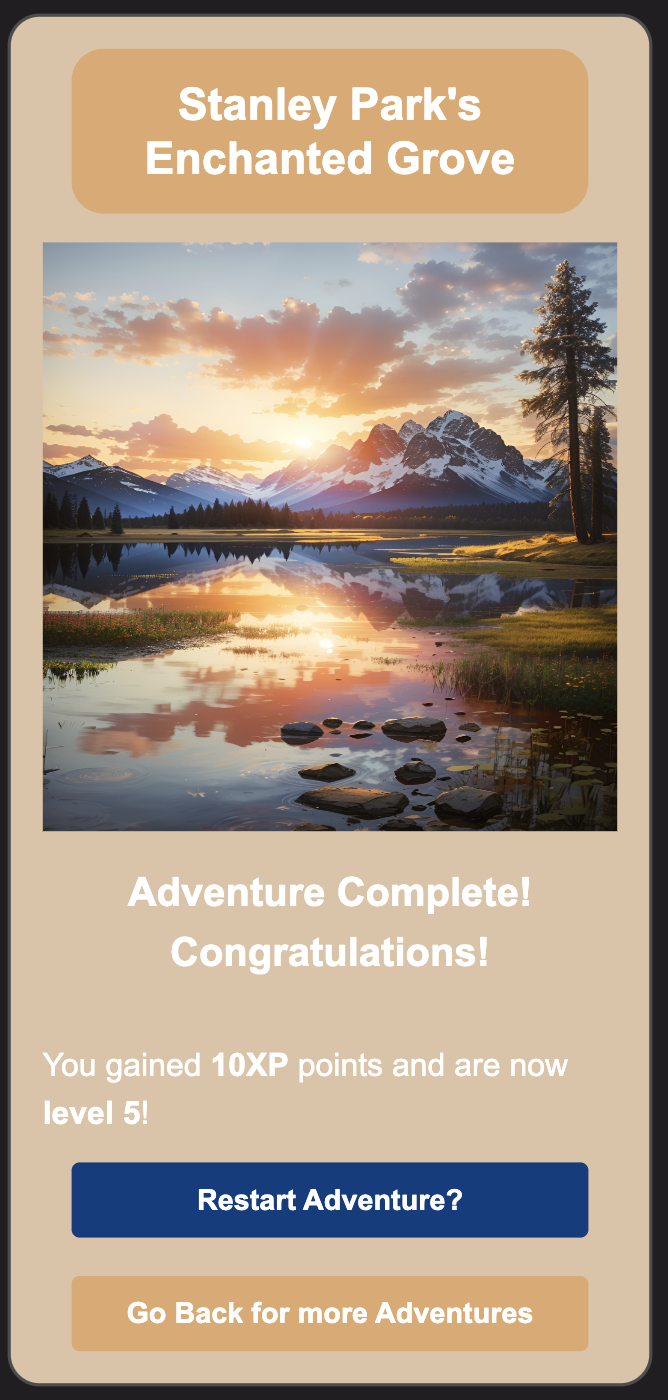 Stanley Park's
Enchanted Grove
Adventure Complete!
Congratulations!
You gained 10XP points and are now
level 5!
Restart Adventure?
Go Back for more Adventures